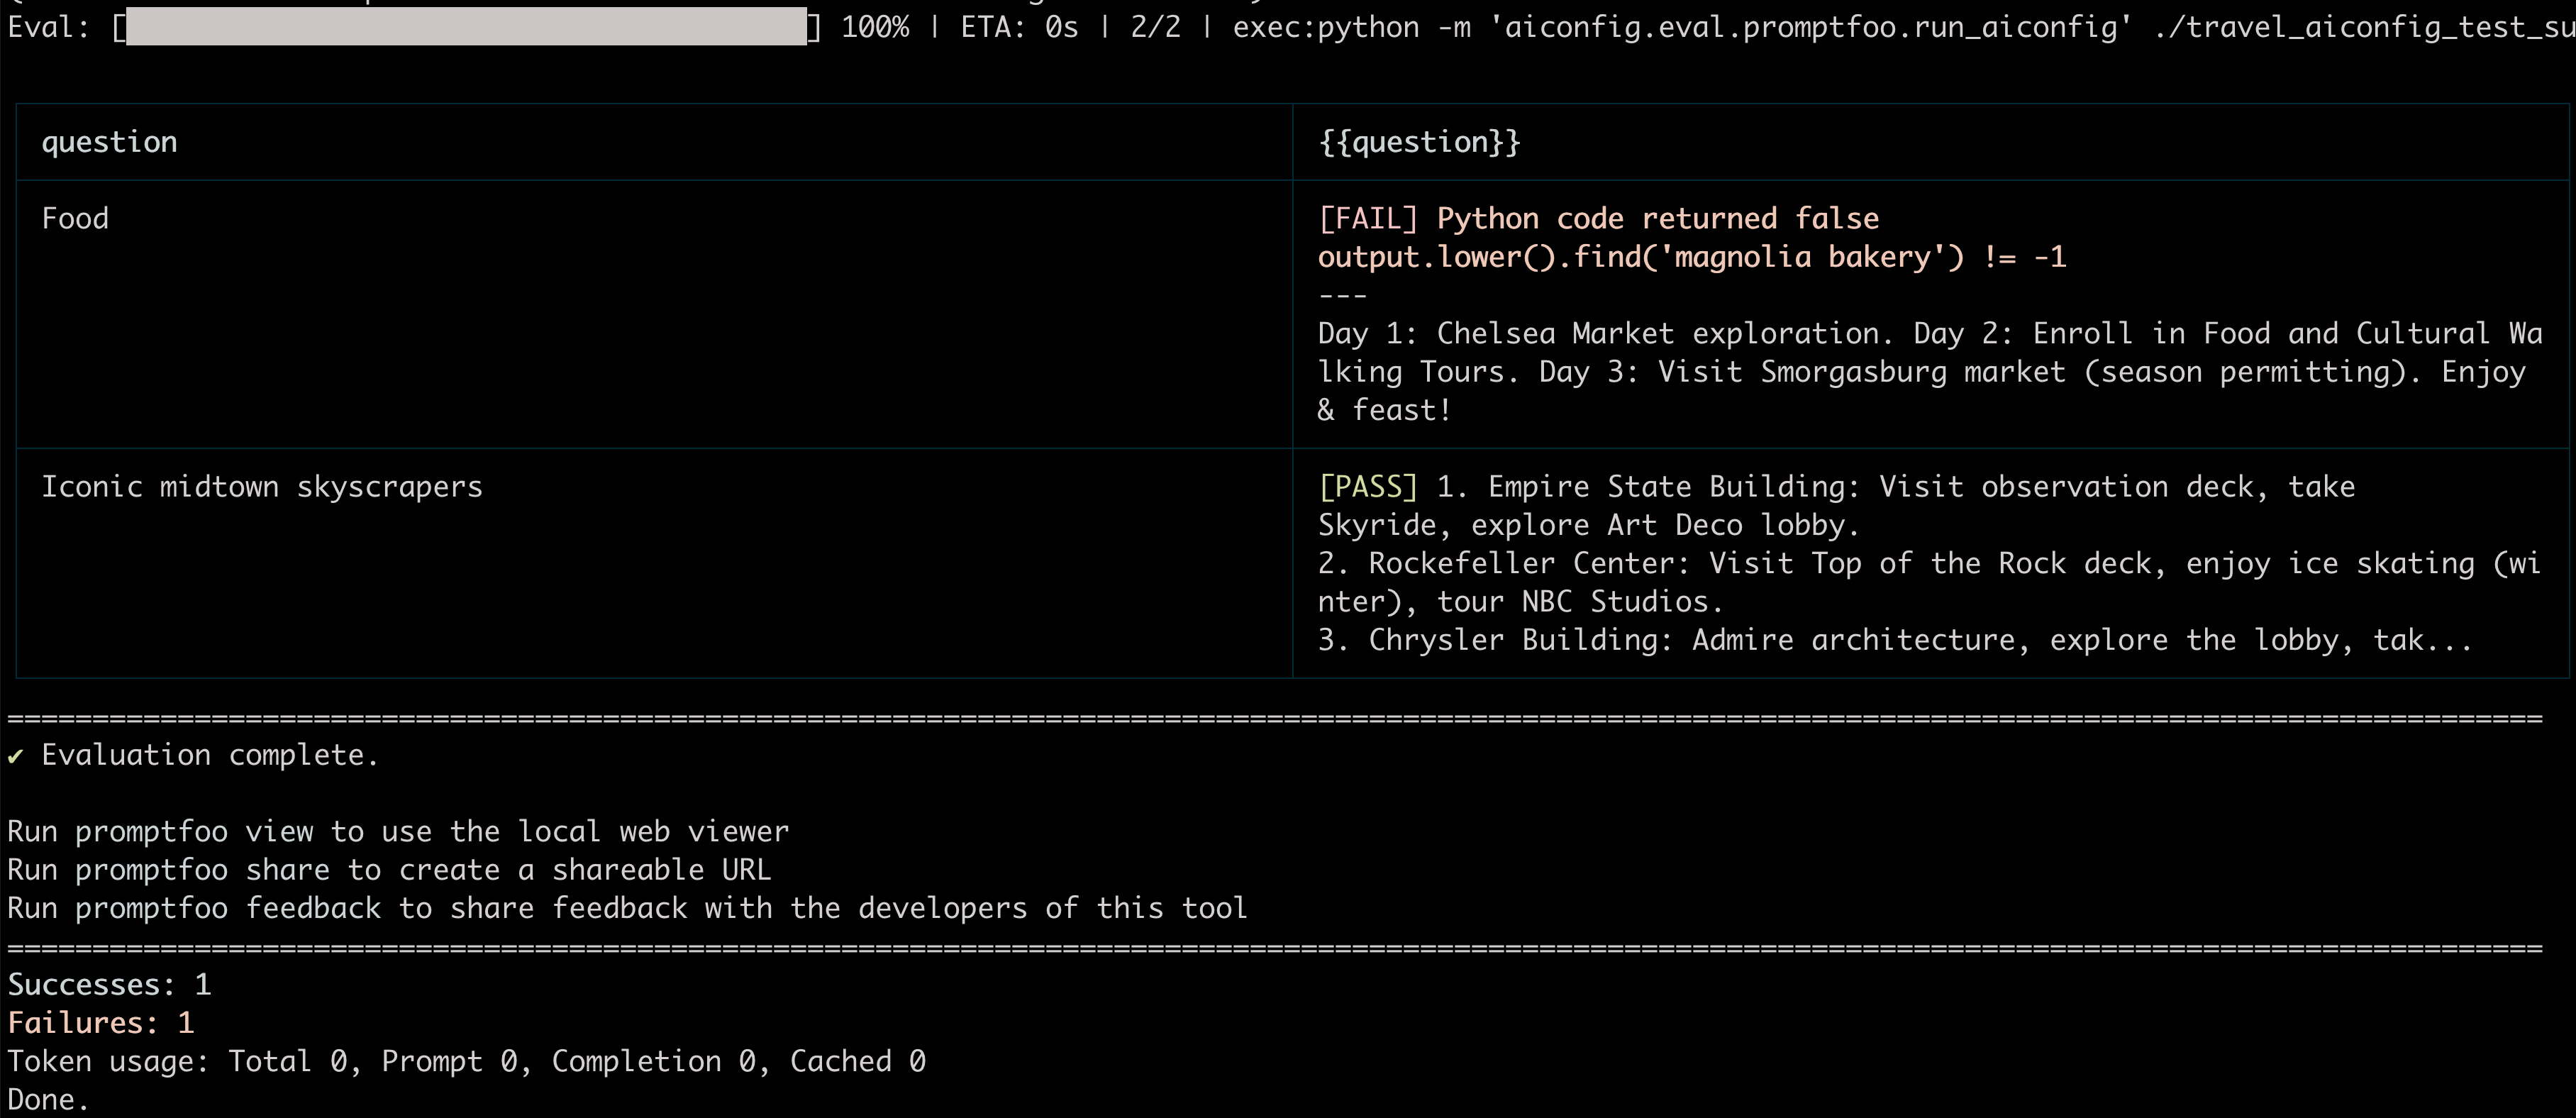 Eval: [] 100% | ETA: 0s | 2/2 | exec:python -m 'aiconfig.eval.promptfoo.run_aiconfig' ./travel_aiconfig_test_su
question
{{question}}
Food
[FAIL] Python code returned false
output.lower().find('magnolia bakery') != -1
---
Day 1: Chelsea Market exploration. Day 2: Enroll in Food and Cultural Wa
lking Tours. Day 3: Visit Smorgasburg market (season permitting). Enjoy
& feast!
Iconic midtown skyscrapers
[PASS] 1. Empire State Building: Visit observation deck, take
Skyride, explore Art Deco lobby.
2. Rockefeller Center: Visit Top of the Rock deck, enjoy ice skating (wi
nter), tour NBC Studios.
3. Chrysler Building: Admire architecture, explore the lobby, tak...
✔ Evaluation complete.
Run promptfoo view to use the local web viewer
Run promptfoo share to create a shareable URL
Run promptfoo feedback to share feedback with the developers of this tool
Successes: 1
Failures: 1
Token usage: Total 0, Prompt 0, Completion 0, Cached 0
Done.